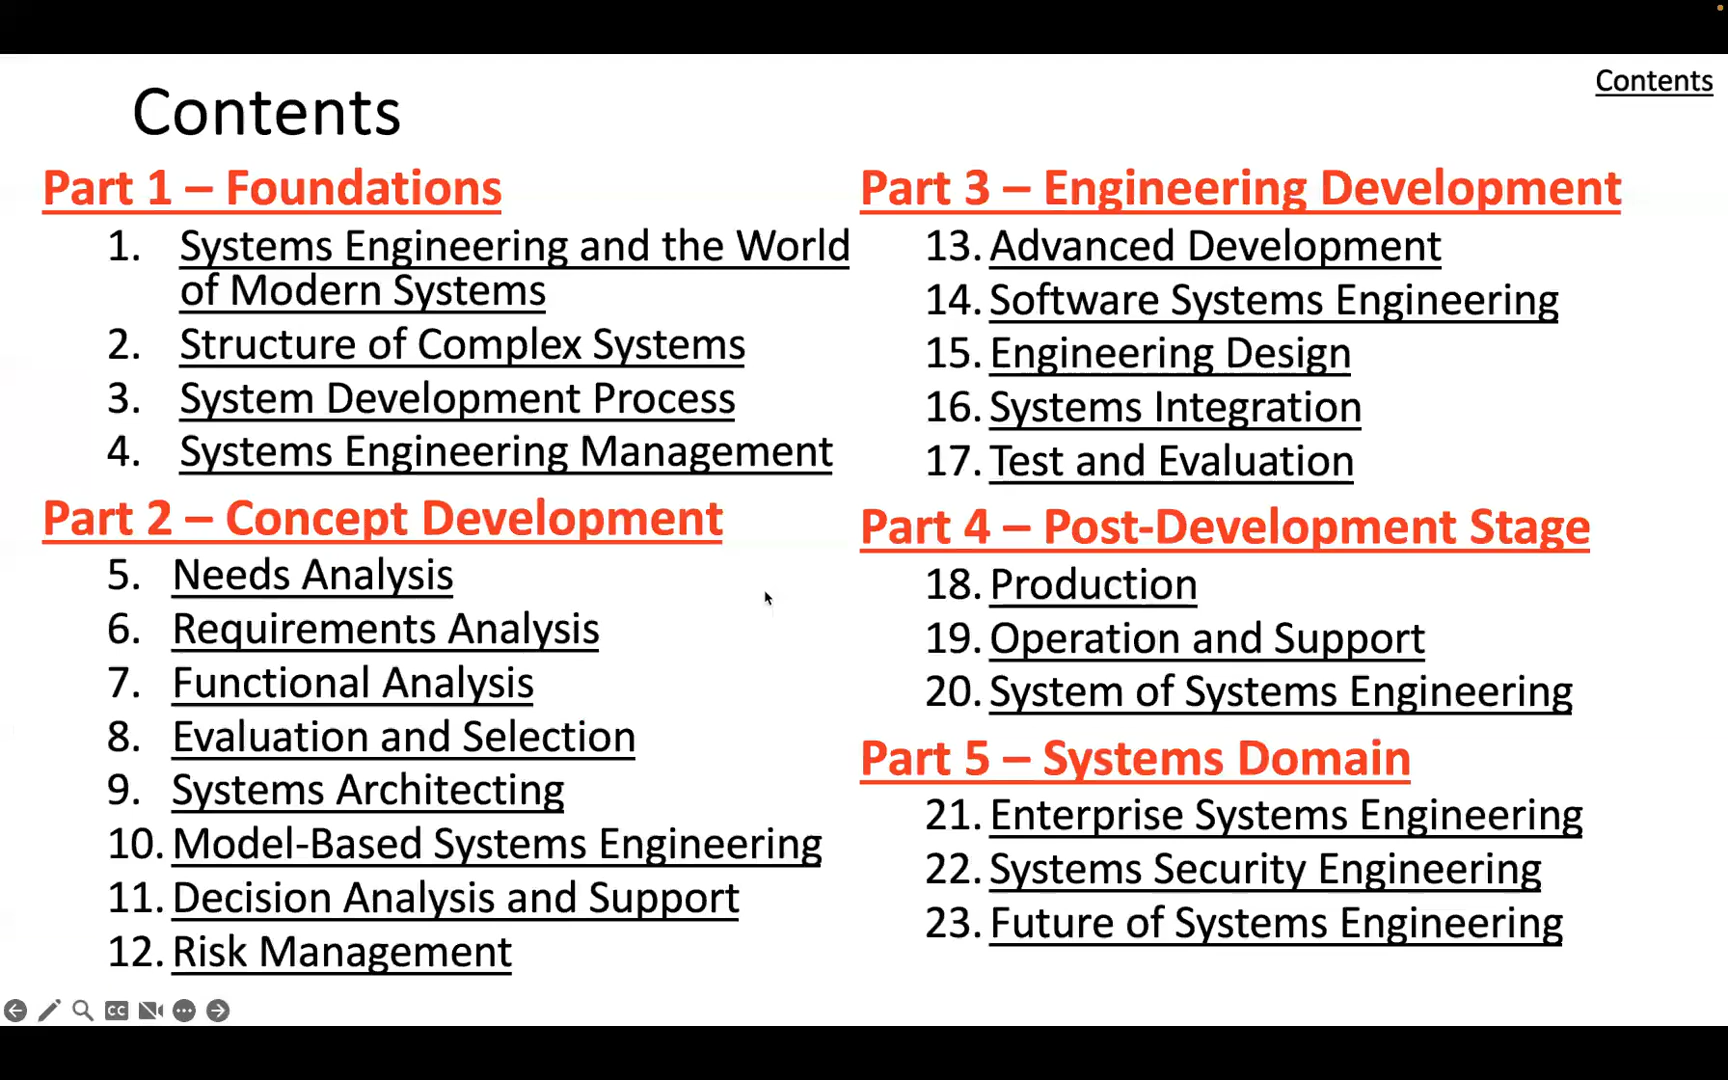 Contents
Contents
Part 1 – Foundations
1. Systems Engineering and the World
of Modern Systems
2. Structure of Complex Systems
3. System Development Process
4. Systems Engineering Management
Part 2 – Concept Development
5. Needs Analysis
6. Requirements Analysis
7. Functional Analysis
8. Evaluation and Selection
9. Systems Architecting
10. Model-Based Systems Engineering
11. Decision Analysis and Support
12. Risk Management
Part 3 – Engineering Development
13. Advanced Development
14. Software Systems Engineering
15. Engineering Design
16. Systems Integration
17. Test and Evaluation
Part 4 – Post-Development Stage
18. Production
19. Operation and Support
20. System of Systems Engineering
Part 5 – Systems Domain
21. Enterprise Systems Engineering
22. Systems Security Engineering
23. Future of Systems Engineering
CC